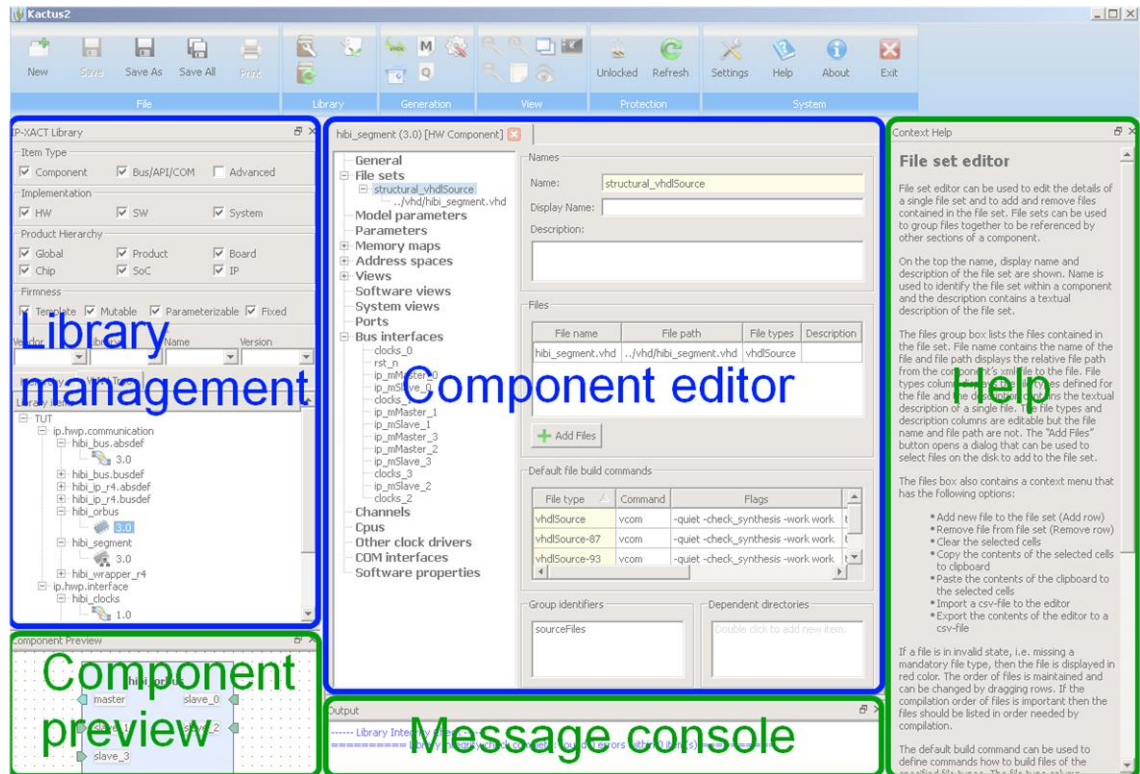 Kactus2
New Save Save As Save All Print
Unlocked Refresh Settings Help About Exit
File Library Generation View Protection System
IP-XACT Library
Item Type
Component Bus/API/COM Advanced
Implementation
HW SW System
Product Hierarchy
Global Product Board
Chip SoC IP
Firmness
Template Mutable Parameterizable Fixed
Vendor Library Name Version
Library management
Library items
TUT
ip.hwp.communication
hibi_bus.absdef
3.0
hibi_bus.busdef
hibi_ip_r4.absdef
hibi_ip_r4.busdef
hibi_orbus
3.0
hibi_segment
3.0
hibi_wrapper_r4
ip.hwp.interface
hibi_clocks
1.0
Component Preview
Component preview
hibi_orbus
master slave_0
slave_1 slave_2
slave_3
hibi_segment (3.0) [HW Component]
General
File sets
structural_vhdlSource
../vhd/hibi_segment.vhd
Model parameters
Parameters
Memory maps
Address spaces
Views
Software views
System views
Ports
Bus interfaces
clocks_0
rst_n
ip_mMaster_0
ip_mSlave_0
clocks_1
ip_mMaster_1
ip_mSlave_1
ip_mMaster_3
ip_mMaster_2
ip_mSlave_3
clocks_3
ip_mSlave_2
clocks_2
Channels
Cpus
Other clock drivers
COM interfaces
Software properties
Component editor
Names
Name: structural_vhdlSource
Display Name:
Description:
Files
File name File path File types Description
hibi_segment.vhd ../vhd/hibi_segment.vhd vhdlSource
Add Files
Default file build commands
File type Command Flags
vhdlSource vcom -quiet -check_synthesis -work work
vhdlSource-87 vcom -quiet -check_synthesis -work work
vhdlSource-93 vcom -quiet -check_synthesis -work work
Group identifiers
sourceFiles
Dependent directories
Double click to add new item.
Output
Message console
Context Help
File set editor
File set editor can be used to edit the details of
a single file set and to add and remove files
contained in the file set. File sets can be used
to group files together to be referenced by
other sections of a component.
On the top the name, display name and
description of the file set are shown. Name is
used to identify the file set within a component
and the description contains a textual
description of the file set.
The files group box lists the files contained in
the file set. File name contains the name of the
file and file path displays the relative file path
from the component's xml file to the file. File
types column displays the file types defined for
the file and the description contains the textual
description of a single file. The file types and
description columns are editable but the file
name and file path are not. The "Add Files"
button opens a dialog that can be used to
select files on the disk to add to the file set.
Help
The files box also contains a context menu that
has the following options:
Add new file to the file set (Add row)
Remove file from file set (Remove row)
Clear the selected cells
Copy the contents of the selected cells
to clipboard
Paste the contents of the clipboard to
the selected cells
Import a csv-file to the editor
Export the contents of the editor to a
csv-file
If a file is in invalid state, i.e. missing a
mandatory file type, then the file is displayed in
red color. The order of files is maintained and
can be changed by dragging rows. If the
compilation order of files is important then the
files should be listed in order needed by
compilation.
The default build command can be used to
define commands how to build files of the